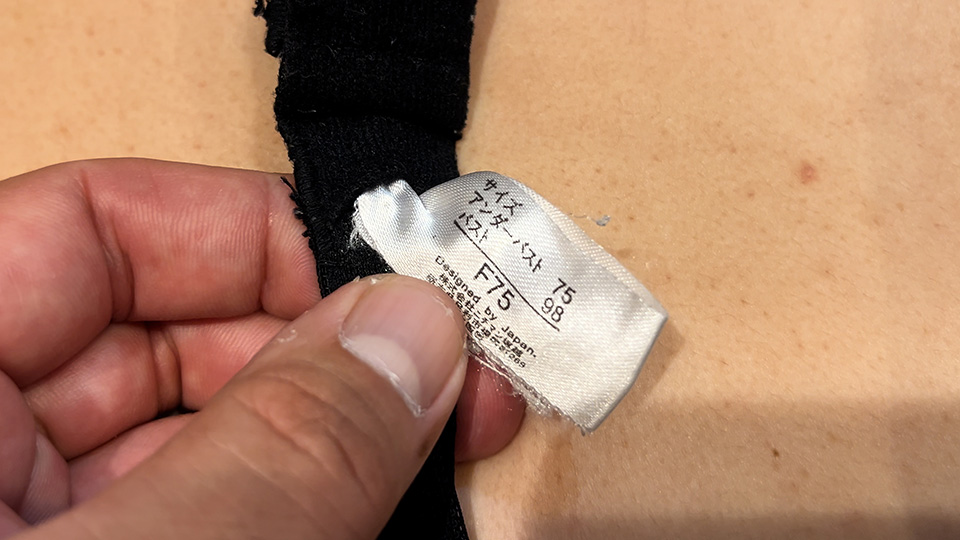 サイズ
アンダーバスト 75
バスト 98
F75
Designed by Japan.